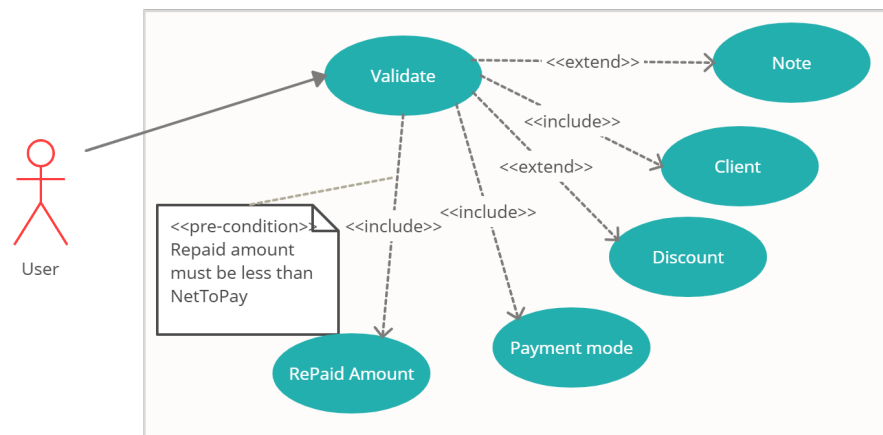 Validate
<<extend>>
Note
<<include>>
Client
<<extend>>
Discount
<<include>>
Payment mode
<<include>>
RePaid Amount
<<pre-condition>>
Repaid amount
must be less than
NetToPay
User